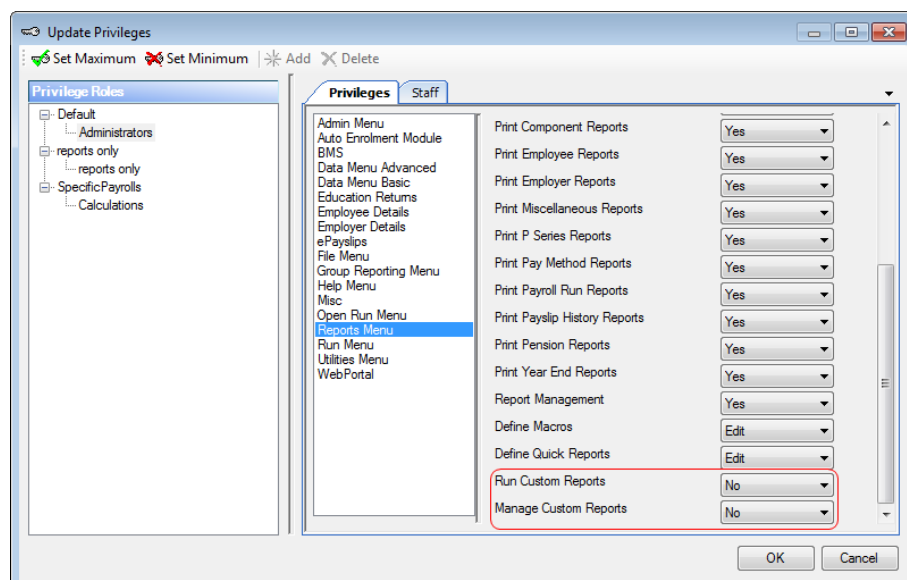 Update Privileges
Set Maximum Set Minimum Add Delete
Privilege Roles
Default
Administrators
reports only
reports only
SpecificPayrolls
Calculations
Privileges Staff
Admin Menu
Auto Enrolment Module
BMS
Data Menu Advanced
Data Menu Basic
Education Returns
Employee Details
Employer Details
ePayslips
File Menu
Group Reporting Menu
Help Menu
Misc
Open Run Menu
Reports Menu
Run Menu
Utilities Menu
WebPortal
Print Component Reports Yes
Print Employee Reports Yes
Print Employer Reports Yes
Print Miscellaneous Reports Yes
Print P Series Reports Yes
Print Pay Method Reports Yes
Print Payroll Run Reports Yes
Print Payslip History Reports Yes
Print Pension Reports Yes
Print Year End Reports Yes
Report Management Yes
Define Macros Edit
Define Quick Reports Edit
Run Custom Reports No
Manage Custom Reports No
OK Cancel